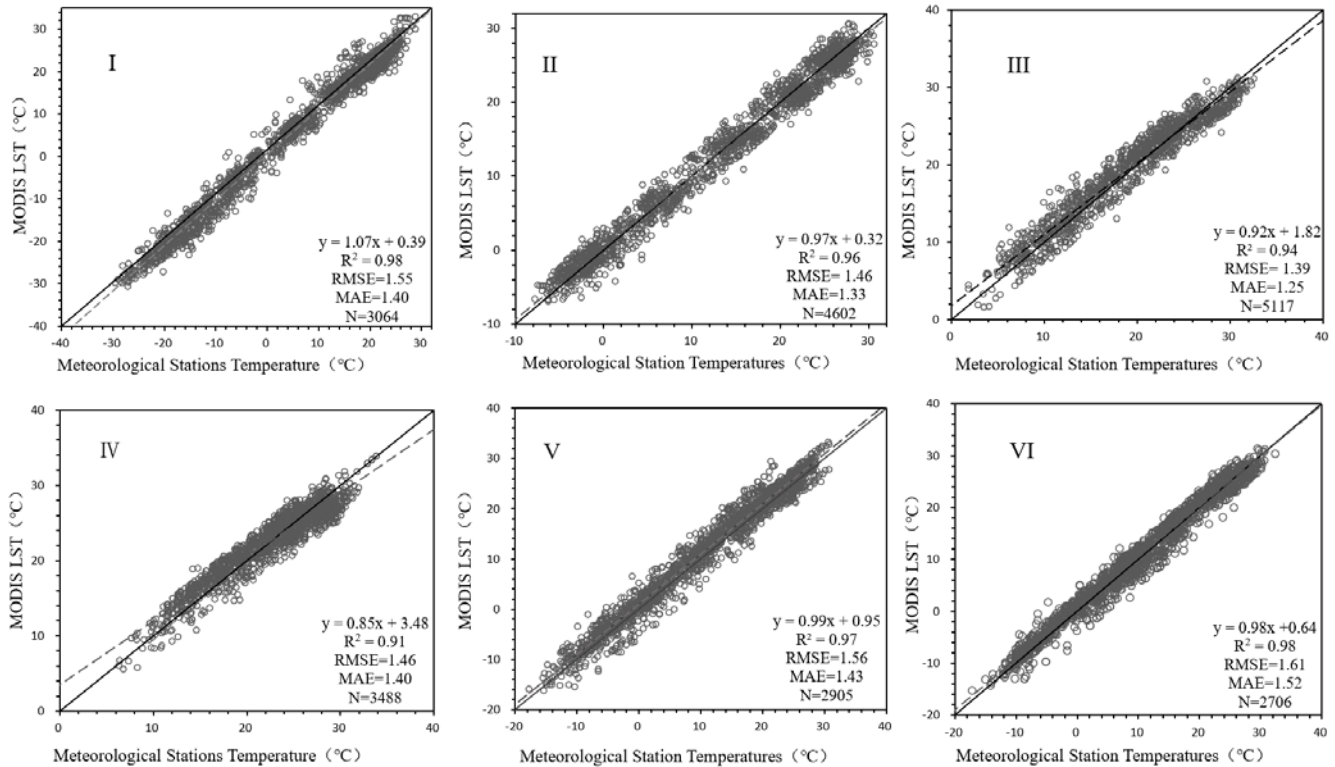 I
MODIS LST (°C)
30
20
10
0
-10
-20
-30
-40
-40
-30
-20
-10
0
10
20
30
y = 1.07x + 0.39
R² = 0.98
RMSE=1.55
MAE=1.40
N=3064
Meteorological Stations Temperature (°C)
II
MODIS LST (°C)
30
20
10
0
-10
-10
0
10
20
30
y = 0.97x + 0.32
R² = 0.96
RMSE= 1.46
MAE=1.33
N=4602
Meteorological Station Temperatures (°C)
III
MODIS LST (°C)
40
30
20
10
0
0
10
20
30
40
y = 0.92x + 1.82
R² = 0.94
RMSE= 1.39
MAE=1.25
N=5117
Meteorological Station Temperatures (°C)
IV
MODIS LST (°C)
40
30
20
10
0
0
10
20
30
40
y = 0.85x + 3.48
R² = 0.91
RMSE=1.46
MAE=1.40
N=3488
Meteorological Stations Temperature (°C)
V
MODIS LST (°C)
40
30
20
10
0
-10
-20
-20
-10
0
10
20
30
40
y = 0.99x + 0.95
R² = 0.97
RMSE=1.56
MAE=1.43
N=2905
Meteorological Station Temperatures (°C)
VI
MODIS LST (°C)
40
30
20
10
0
-10
-20
-20
-10
0
10
20
30
40
y = 0.98x +0.64
R² = 0.98
RMSE=1.61
MAE=1.52
N=2706
Meteorological Station Temperatures (°C)